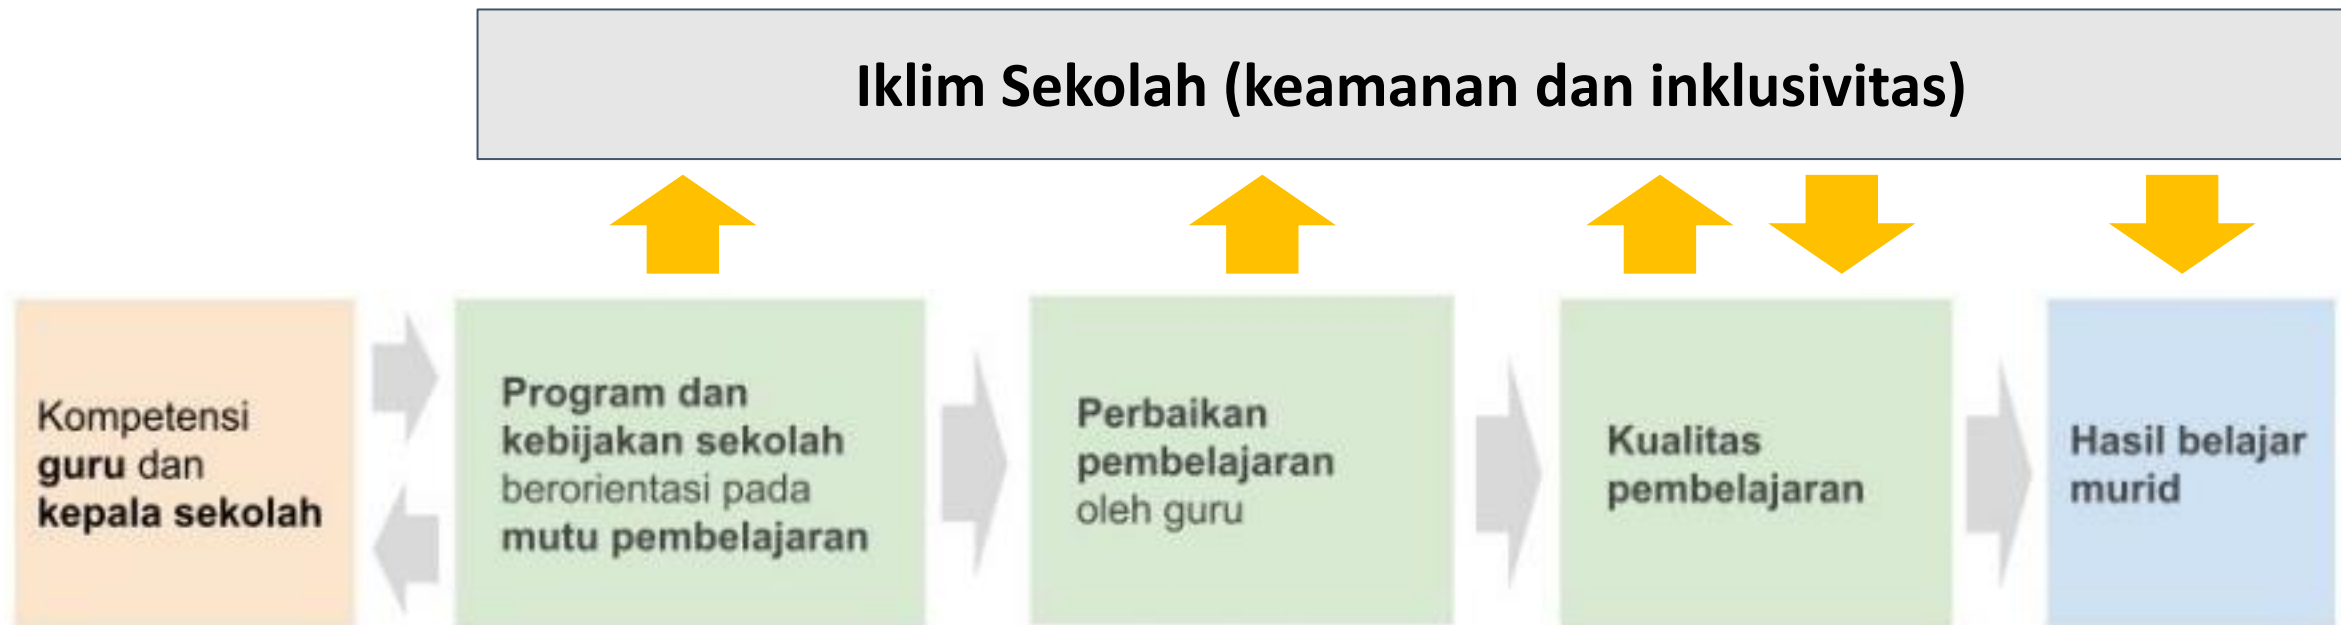 Iklim Sekolah (keamanan dan inklusivitas)
Kompetensi
guru dan
kepala sekolah
Program dan
kebijakan sekolah
berorientasi pada
mutu pembelajaran
Perbaikan
pembelajaran
oleh guru
Kualitas
pembelajaran
Hasil belajar
murid